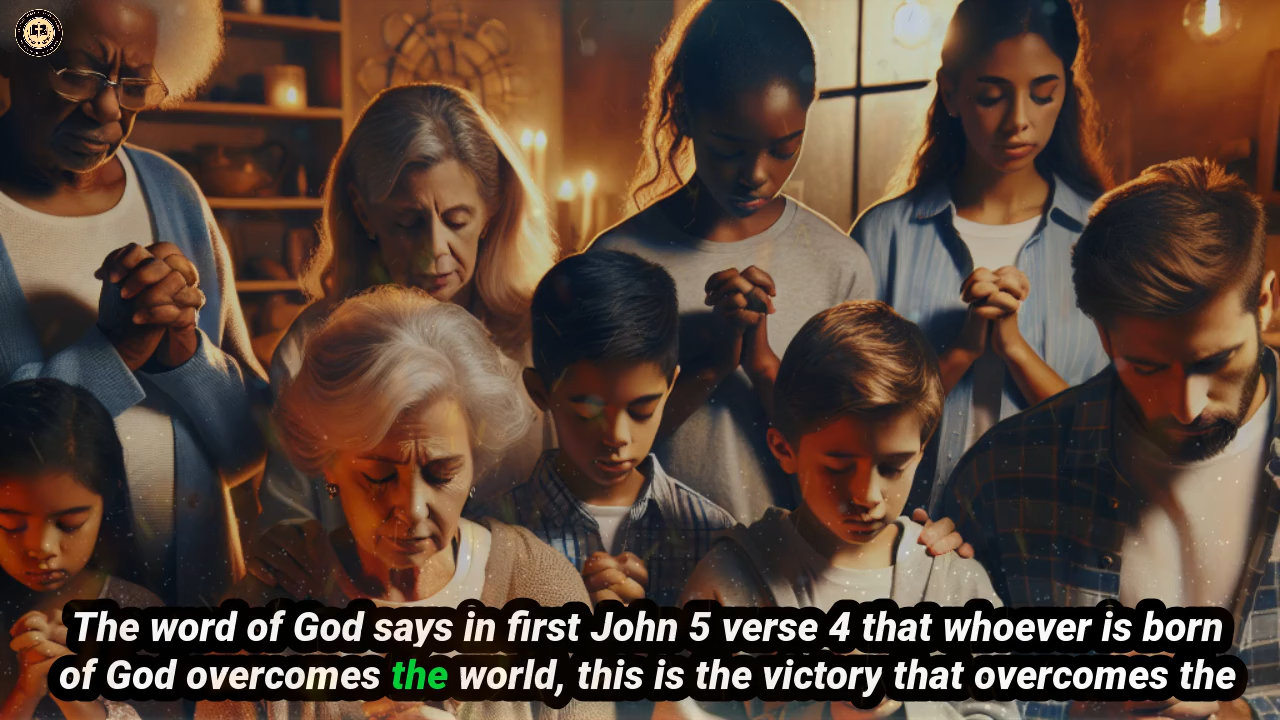 The word of God says in first John 5 verse 4 that whoever is born
of God overcomes the world, this is the victory that overcomes the